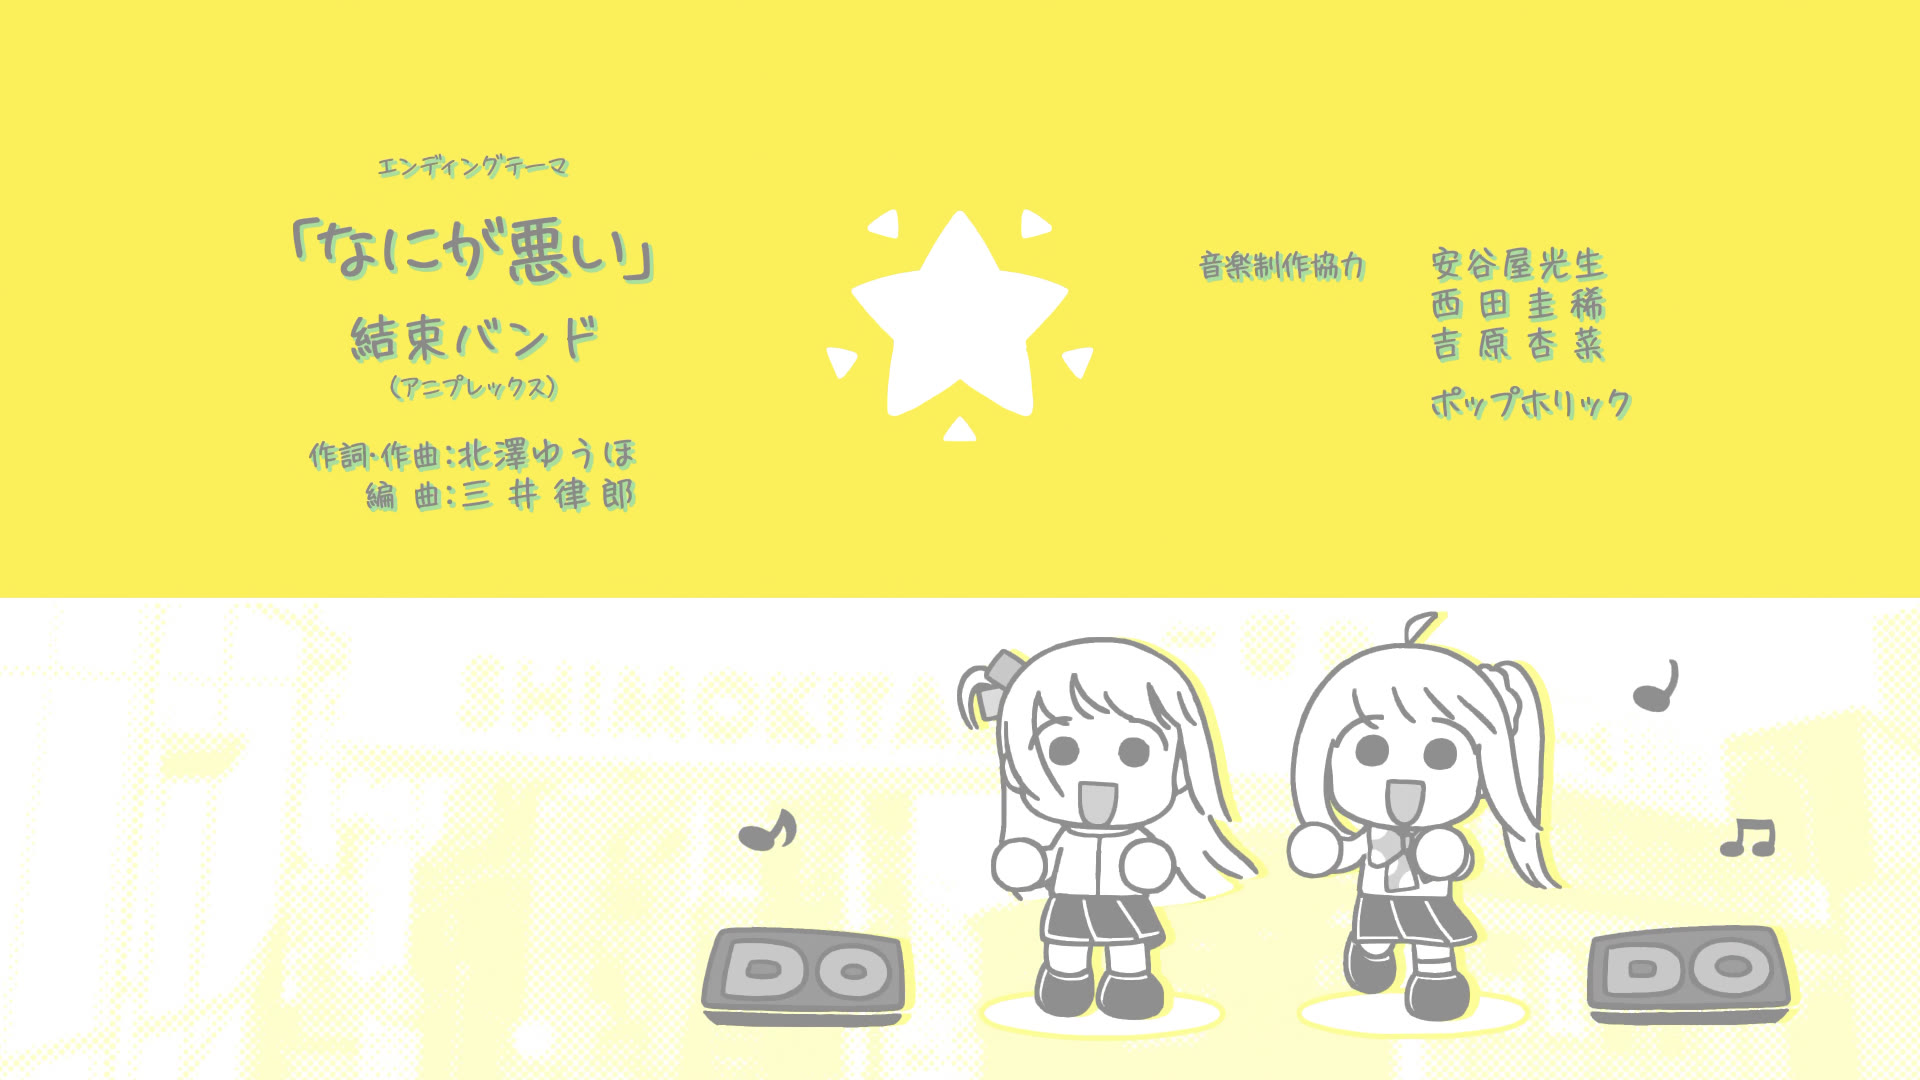 エンディングテーマ
「なにが悪い」
結束バンド
(アニプレックス)
作詞・作曲:北澤ゆうほ
編曲:三井律郎
音楽制作協力 安谷屋光生
西田圭稀
吉原杏菜
ポップホリック
SHIMOKITA
DO
DO